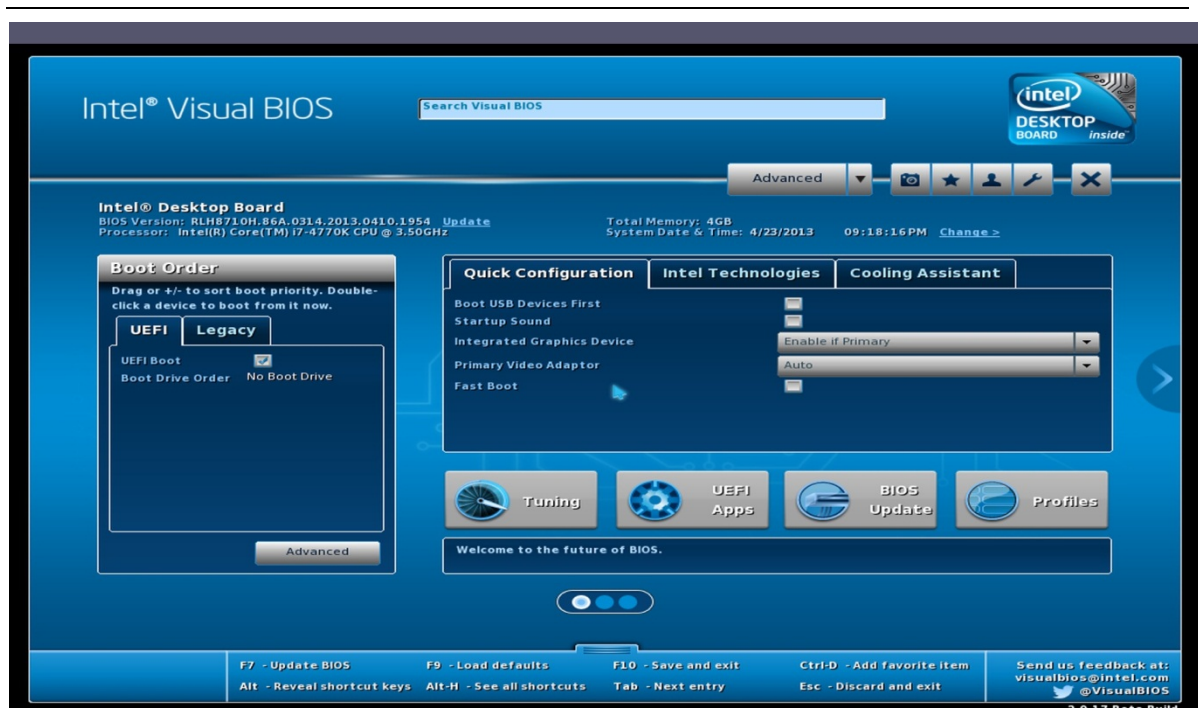 Intel® Visual BIOS
Search Visual BIOS
intel
DESKTOP
BOARD inside™
Advanced
Intel® Desktop Board
BIOS Version: RLH8710H.86A.0314.2013.0410.1954 Update
Processor: Intel(R) Core(TM) i7-4770K CPU @ 3.50GHz
Total Memory: 4GB
System Date & Time: 4/23/2013 09:18:16PM Change >
Boot Order
Drag or +/- to sort boot priority. Double-
click a device to boot from it now.
UEFI Legacy
UEFI Boot
Boot Drive Order No Boot Drive
Advanced
Quick Configuration Intel Technologies Cooling Assistant
Boot USB Devices First
Startup Sound
Integrated Graphics Device Enable if Primary
Primary Video Adaptor Auto
Fast Boot
Tuning
UEFI
Apps
BIOS
Update
Profiles
Welcome to the future of BIOS.
F7 - Update BIOS F9 - Load defaults F10 - Save and exit Ctrl-D - Add favorite item
Alt - Reveal shortcut keys Alt-H - See all shortcuts Tab - Next entry Esc - Discard and exit
Send us feedback at:
visualbios@intel.com
@VisualBIOS